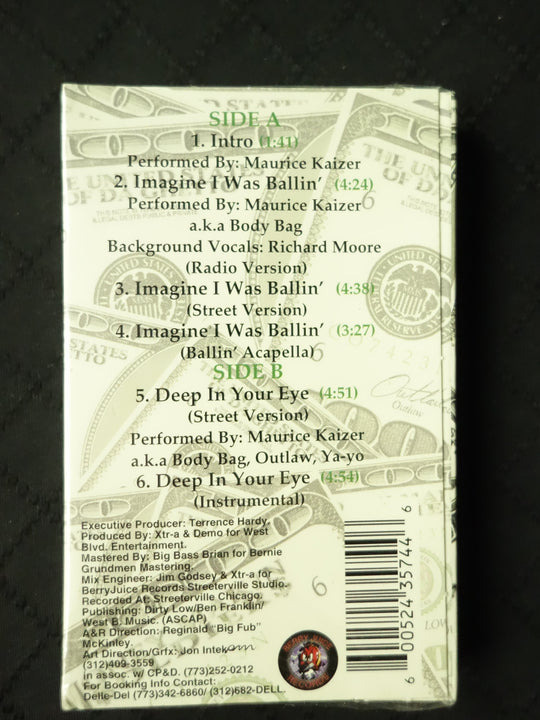 SIDE A
1. Intro (1:41)
Performed By: Maurice Kaizer
2. Imagine I Was Ballin' (4:24)
Performed By: Maurice Kaizer
a.k.a Body Bag
Background Vocals: Richard Moore
(Radio Version)
3. Imagine I Was Ballin' (4:38)
(Street Version)
4. Imagine I Was Ballin' (3:27)
(Ballin' Acapella)
SIDE B
5. Deep In Your Eye (4:51)
(Street Version)
Performed By: Maurice Kaizer
a.k.a Body Bag, Outlaw, Ya-yo
6. Deep In Your Eye (4:54)
(Instrumental)
Executive Producer: Terrence Hardy.
Produced By: Xtr-a & Demo for West
Blvd. Entertainment.
Mastered By: Big Bass Brian for Bernie
Grundmen Mastering.
Mix Engineer: Jim Godsey & Xtr-a for
BerryJuice Records Streeterville Studio.
Recorded At: Streeterville Chicago.
Publishing: Dirty Low/Ben Franklin/
West B. Music. (ASCAP)
A&R Direction: Reginald "Big Fub"
McKinley.
Art Direction/Grfx: Jon Intekom
(312)409-3559
in assoc. w/ CP&D. (773)252-0212
For Booking Info Contact:
Delle-Del (773)342-6860/ (312)682-DELL.
6 00524 35744 6
Outlaw
THE UNITED STATES
OF DA GHETTO